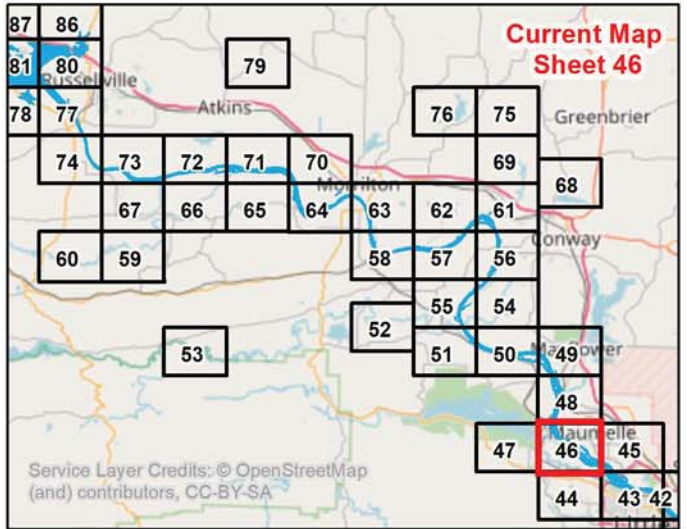 87 86
Current Map
Sheet 46
81 80
79
Russellville
Atkins
78 77
76 75
Greenbrier
74 73 72 71 70
69
68
Morrilton
67 66 65 64 63 62 61
Conway
60 59
58 57 56
55 54
52
53
51 50 49
Mayflower
48
47 46 45
Maumelle
Service Layer Credits: © OpenStreetMap
(and) contributors, CC-BY-SA
44 43 42